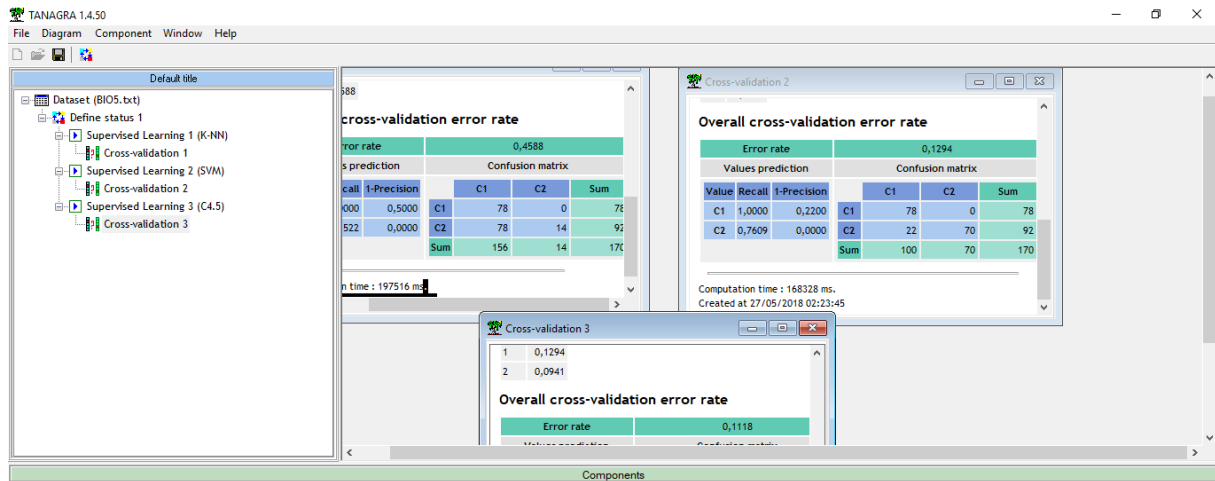 TANAGRA 1.4.50
File Diagram Component Window Help
Default title
Dataset (BIO5.txt)
Define status 1
Supervised Learning 1 (K-NN)
Cross-validation 1
Supervised Learning 2 (SVM)
Cross-validation 2
Supervised Learning 3 (C4.5)
Cross-validation 3
588
cross-validation error rate
rror rate 0,4588
s prediction Confusion matrix
call 1-Precision C1 C2 Sum
0000 0,5000 C1 78 0 78
522 0,0000 C2 78 14 92
Sum 156 14 170
n time : 197516 ms.
Cross-validation 2
Overall cross-validation error rate
Error rate 0,1294
Values prediction Confusion matrix
Value Recall 1-Precision C1 C2 Sum
C1 1,0000 0,2200 C1 78 0 78
C2 0,7609 0,0000 C2 22 70 92
Sum 100 70 170
Computation time : 168328 ms.
Created at 27/05/2018 02:23:45
Cross-validation 3
1 0,1294
2 0,0941
Overall cross-validation error rate
Error rate 0,1118
Values prediction Confusion matrix
Components